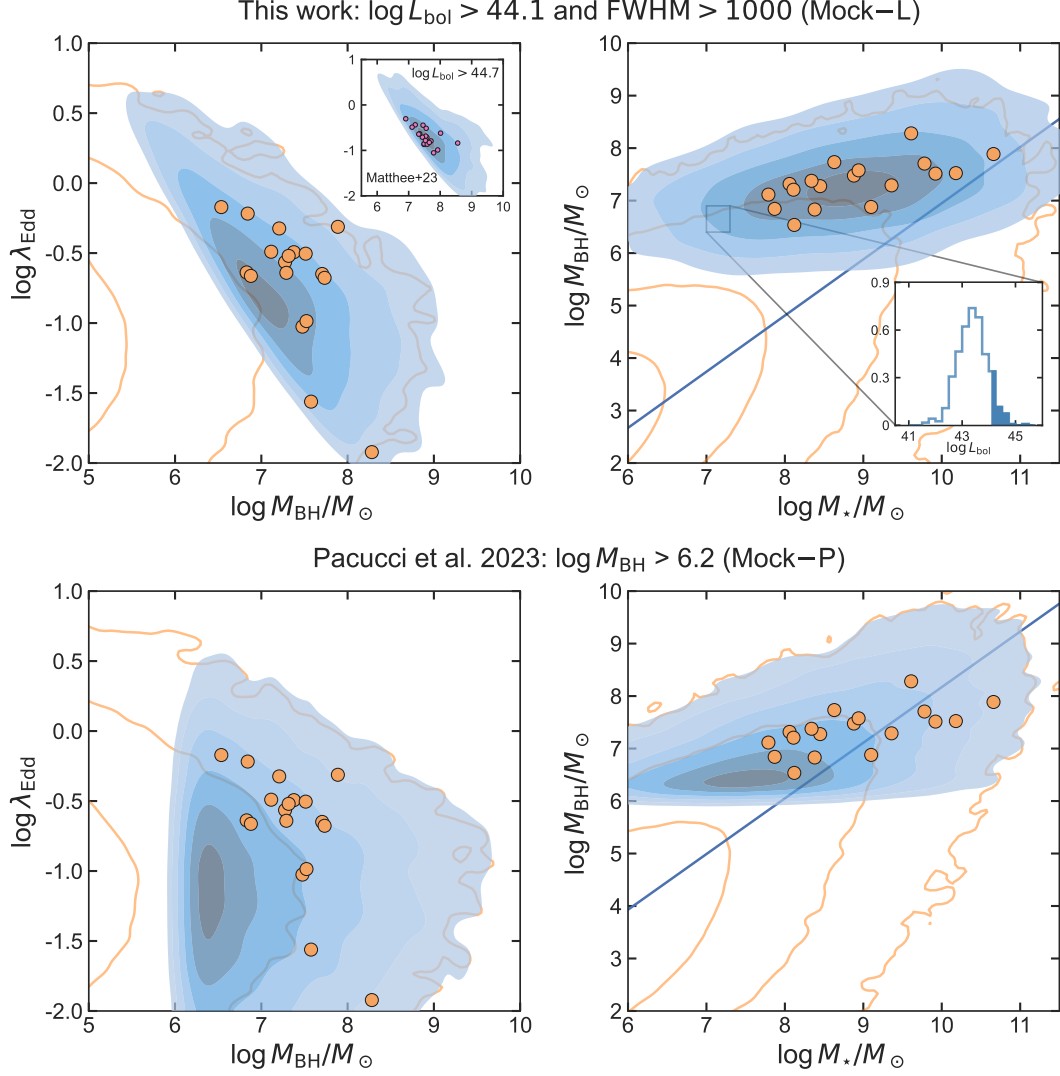 This work: log L_bol > 44.1 and FWHM > 1000 (Mock−L)
1.0
0.5
0.0
-0.5
-1.0
-1.5
-2.0
log λ_Edd
5 6 7 8 9 10
log M_BH/M_⊙
1
0
-1
-2
6 7 8 9 10
log L_bol > 44.7
Matthee+23
10
9
8
7
6
5
4
3
2
log M_BH/M_⊙
6 7 8 9 10 11
log M_⋆/M_⊙
0.9
0.6
0.3
0
41 43 45
log L_bol
Pacucci et al. 2023: log M_BH > 6.2 (Mock−P)
1.0
0.5
0.0
-0.5
-1.0
-1.5
-2.0
log λ_Edd
5 6 7 8 9 10
log M_BH/M_⊙
10
9
8
7
6
5
4
3
2
log M_BH/M_⊙
6 7 8 9 10 11
log M_⋆/M_⊙